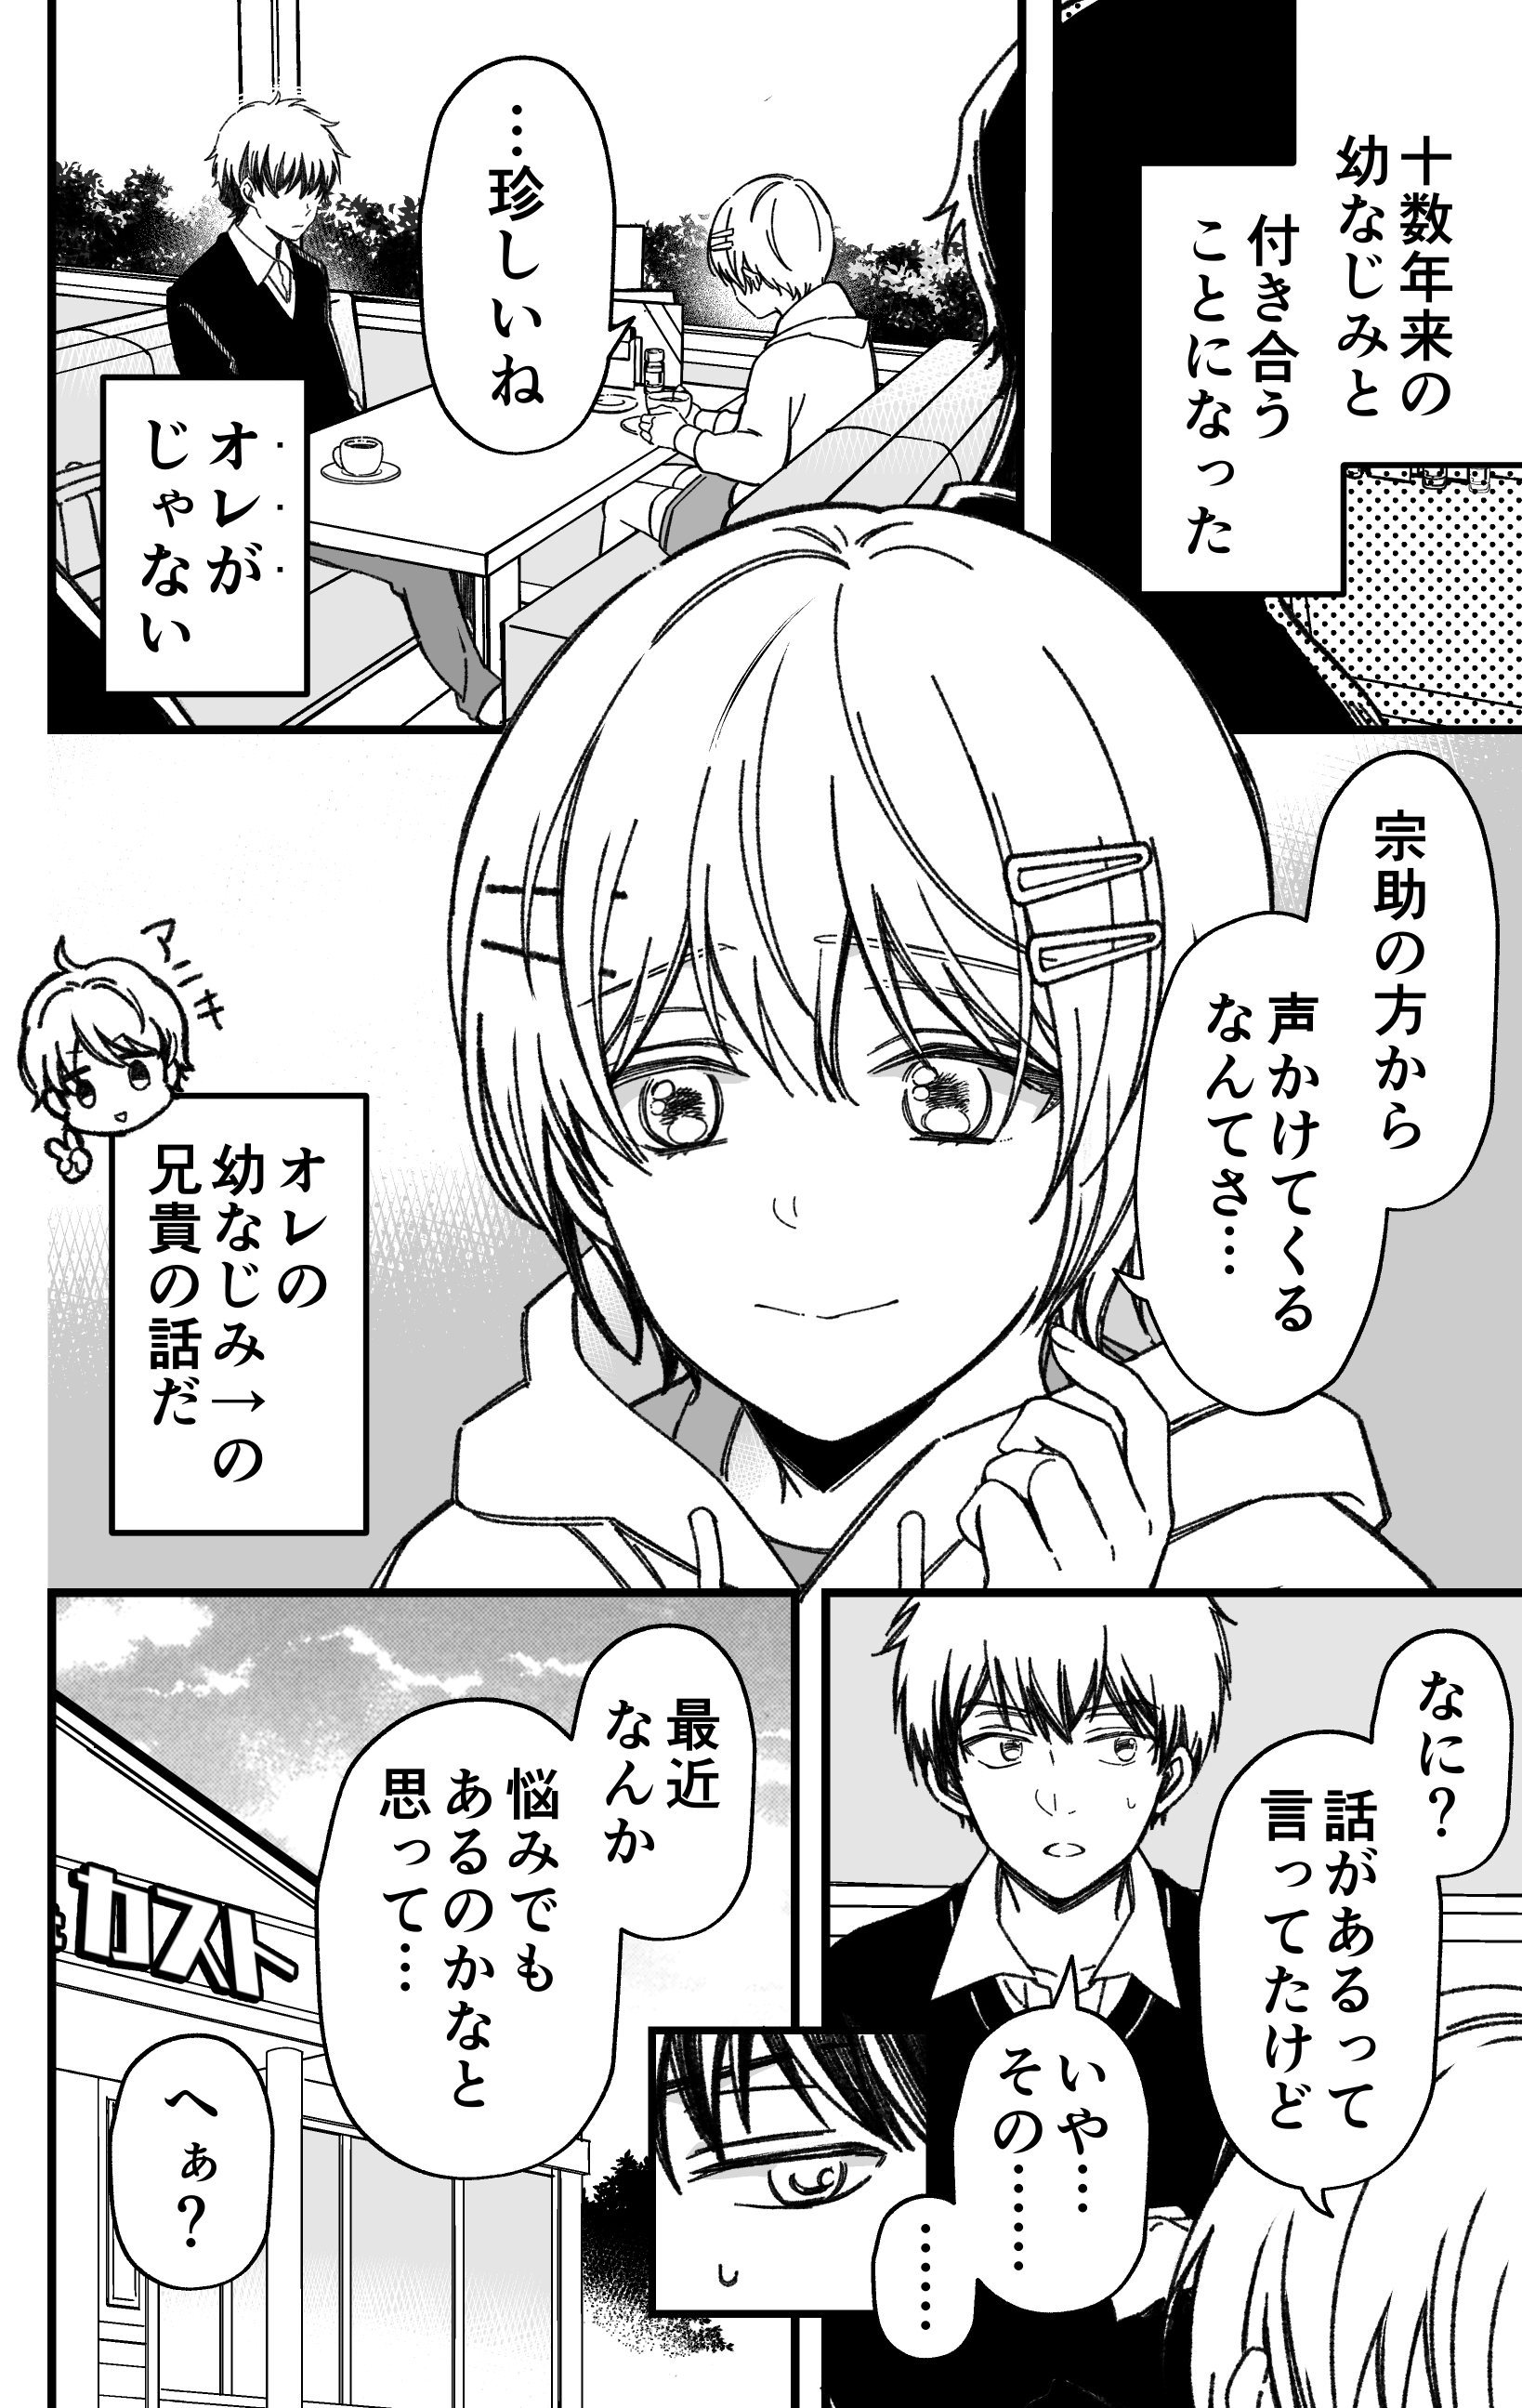 十数年来の
幼なじみと
付き合う
ことになった
…珍しいね
オレが
じゃない
宗助の方から
声かけてくる
なんてさ…
アニキ
オレの
幼なじみ→の
兄貴の話だ
なに？
話があるって
言ってたけど
いや…
その………
………
最近
なんか
悩みでも
あるのかなと
思って…
カスト
へぁ？